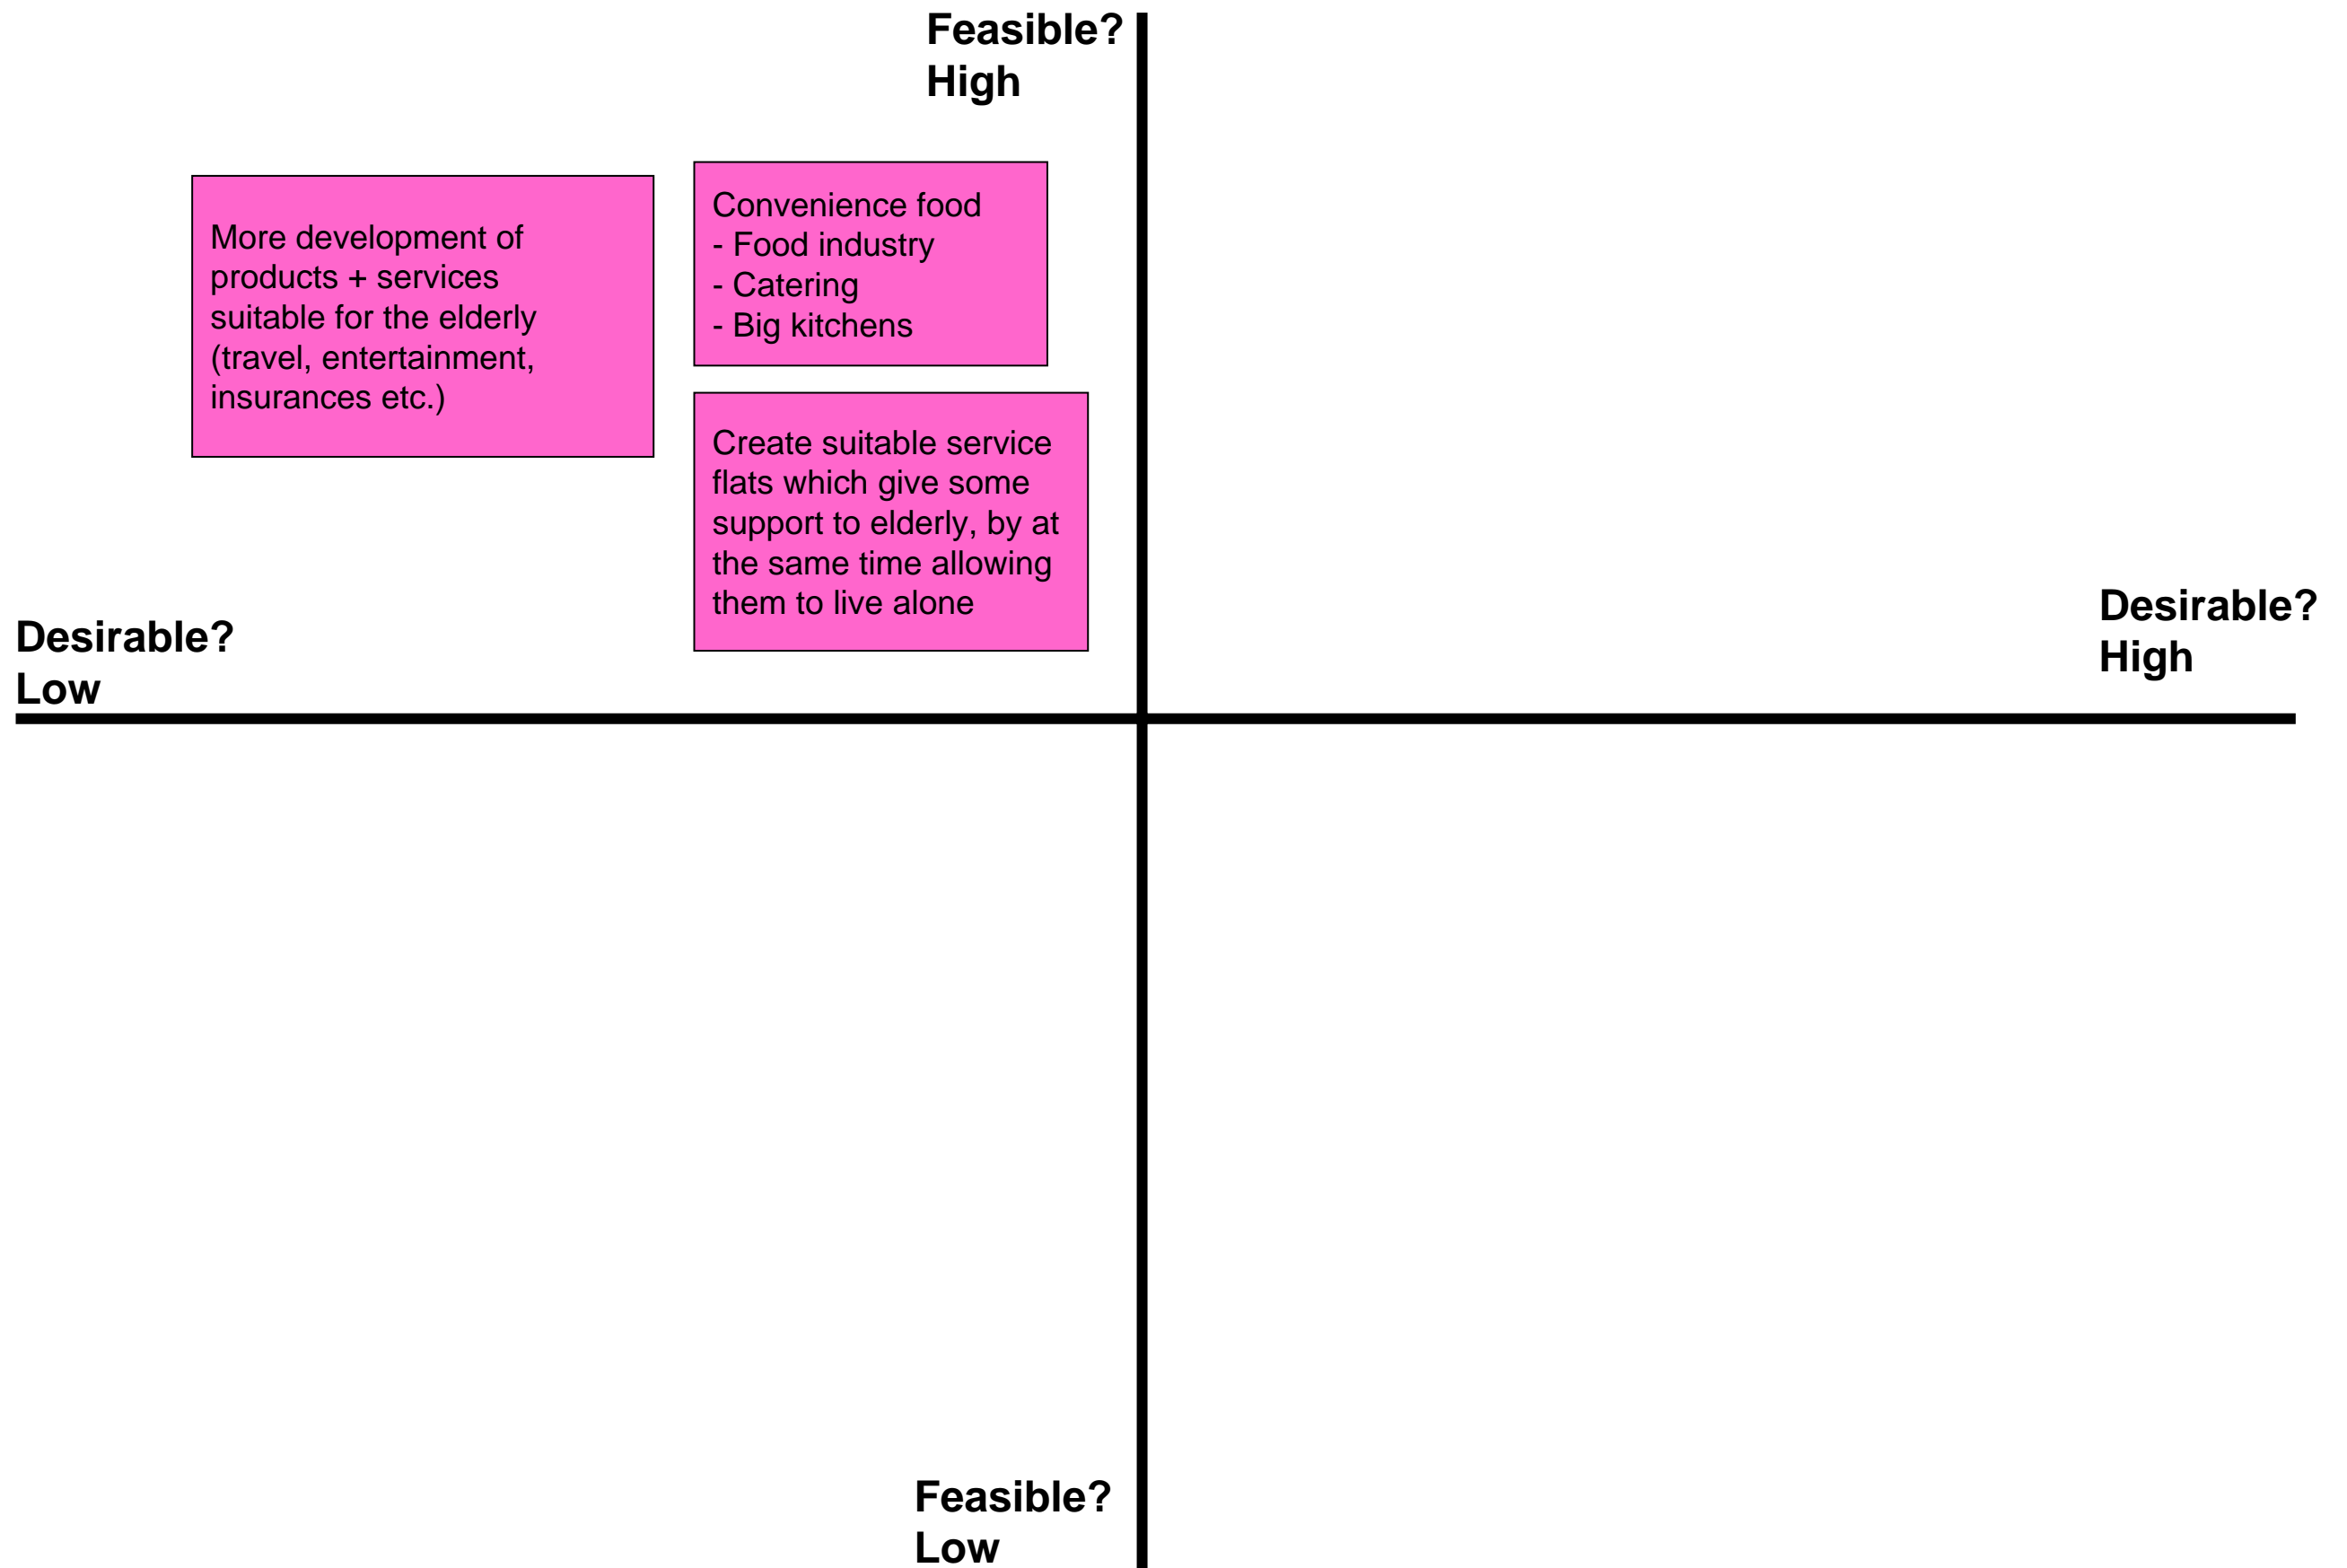 Feasible?
High
More development of
products + services
suitable for the elderly
(travel, entertainment,
insurances etc.)
Convenience food
- Food industry
- Catering
- Big kitchens
Create suitable service
flats which give some
support to elderly, by at
the same time allowing
them to live alone
Desirable?
Low
Desirable?
High
Feasible?
Low